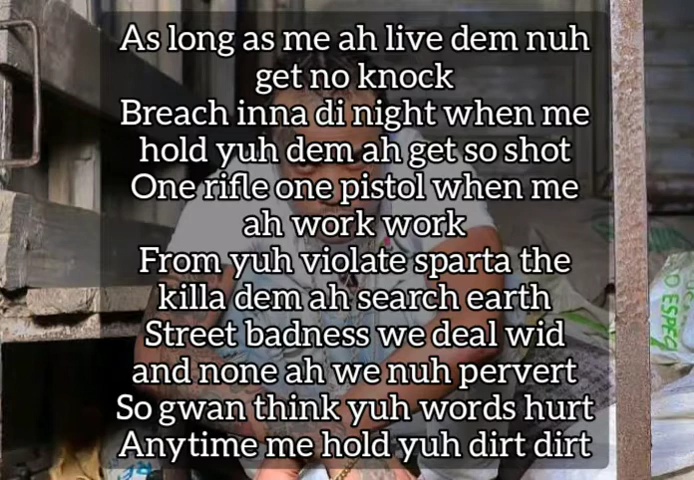 As long as me ah live dem nuh
get no knock
Breach inna di night when me
hold yuh dem ah get so shot
One rifle one pistol when me
ah work work
From yuh violate sparta the
killa dem ah search earth
Street badness we deal wid
and none ah we nuh pervert
So gwan think yuh words hurt
Anytime me hold yuh dirt dirt